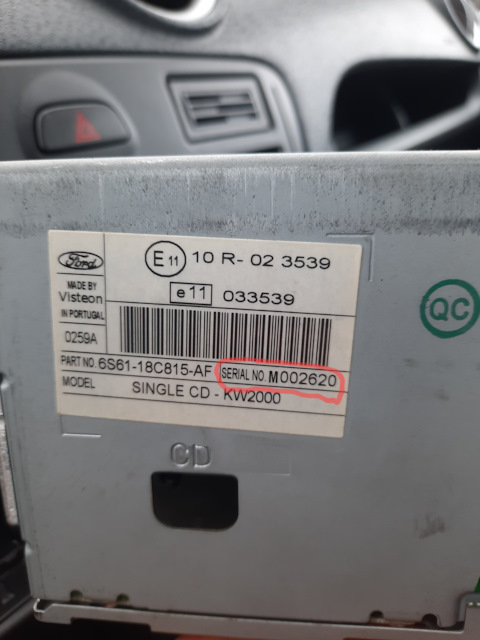 Ford
E11 10 R- 02 3539
MADE BY
Visteon
IN PORTUGAL
e11 033539
0259A
PART NO. 6S61-18C815-AF SERIAL NO. M002620
MODEL SINGLE CD - KW2000
QC
CD